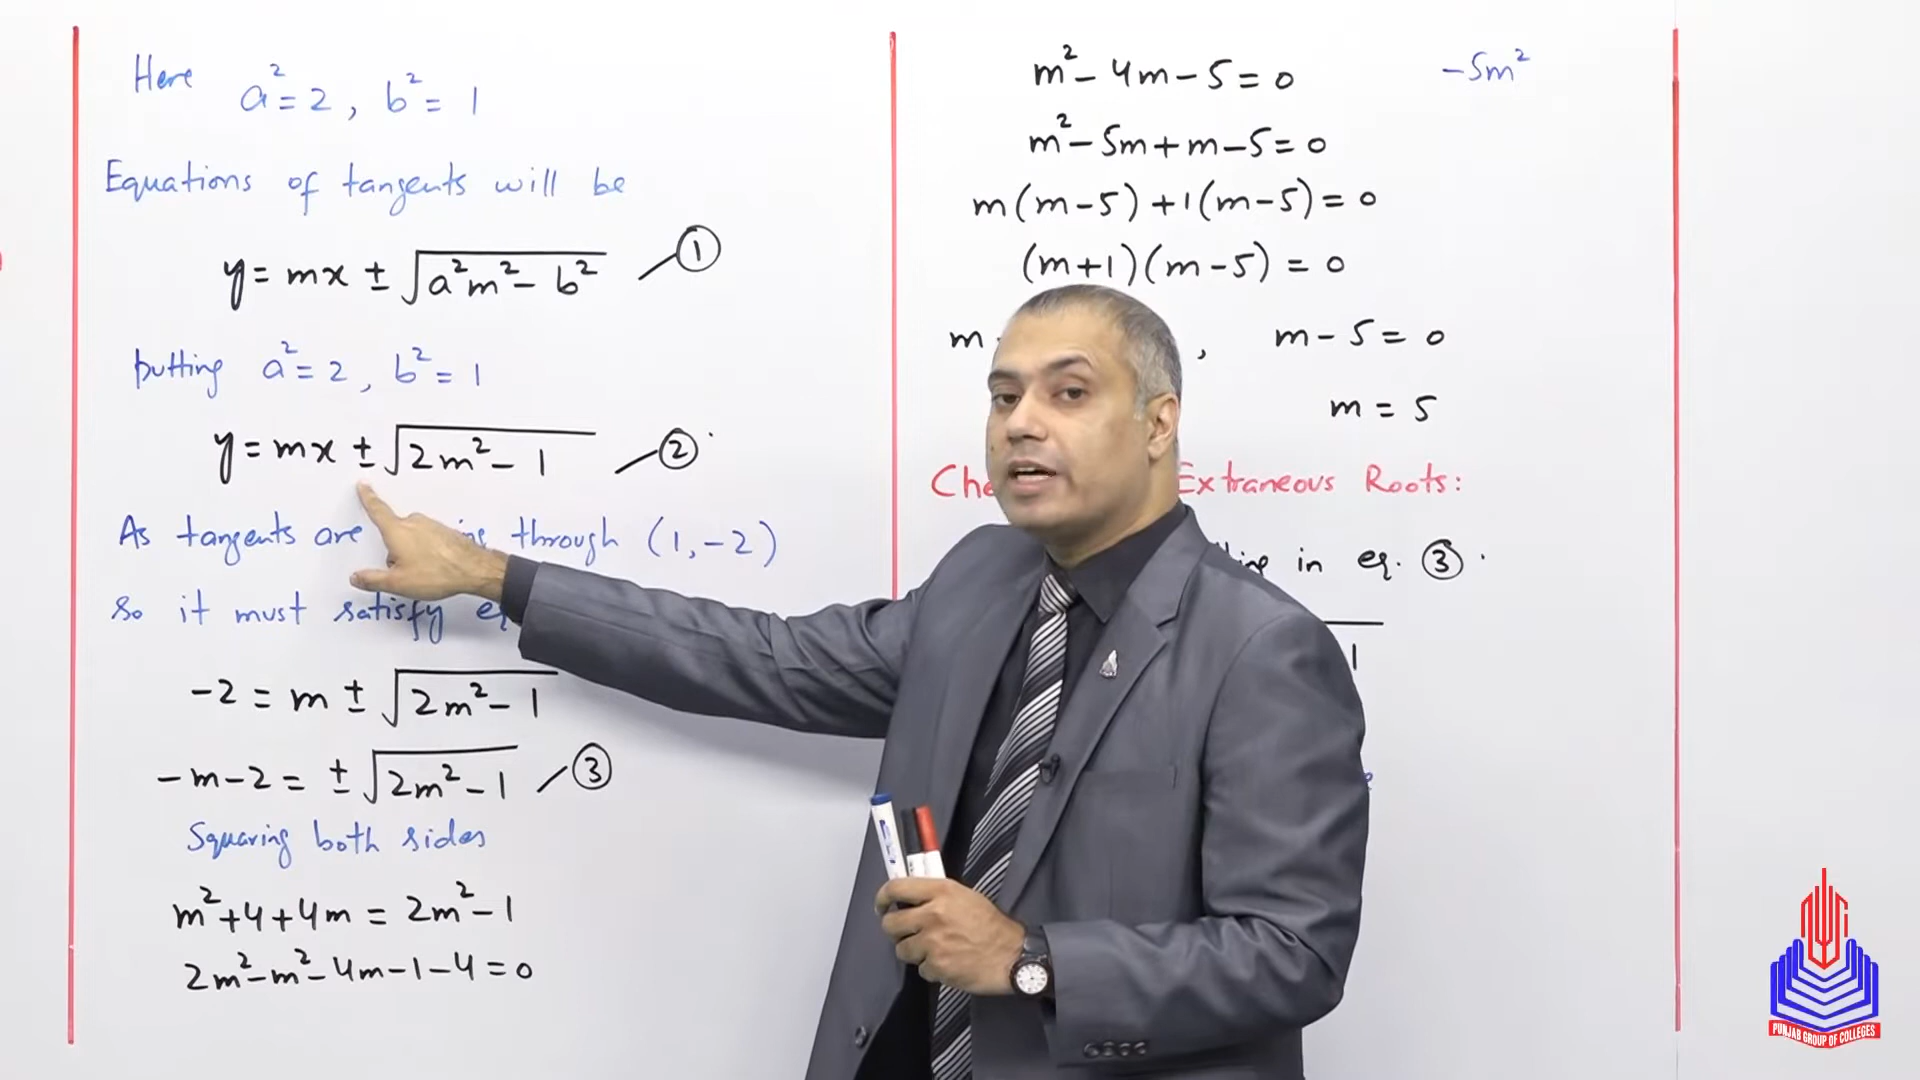 Here a² = 2, b² = 1
Equations of tangents will be
y = mx ± √(a²m² - b²) ①
putting a² = 2, b² = 1
y = mx ± √(2m² - 1) ②
As tangents are through (1, -2)
So it must satisfy
-2 = m ± √(2m² - 1)
-m - 2 = ± √(2m² - 1) ③
Squaring both sides
m² + 4 + 4m = 2m² - 1
2m² - m² - 4m - 1 - 4 = 0
m² - 4m - 5 = 0
-5m²
m² - 5m + m - 5 = 0
m(m - 5) + 1(m - 5) = 0
(m + 1)(m - 5) = 0
m , m - 5 = 0
m = 5
Extraneous Roots:
in eq. ③
1
PUNJAB GROUP OF COLLEGES